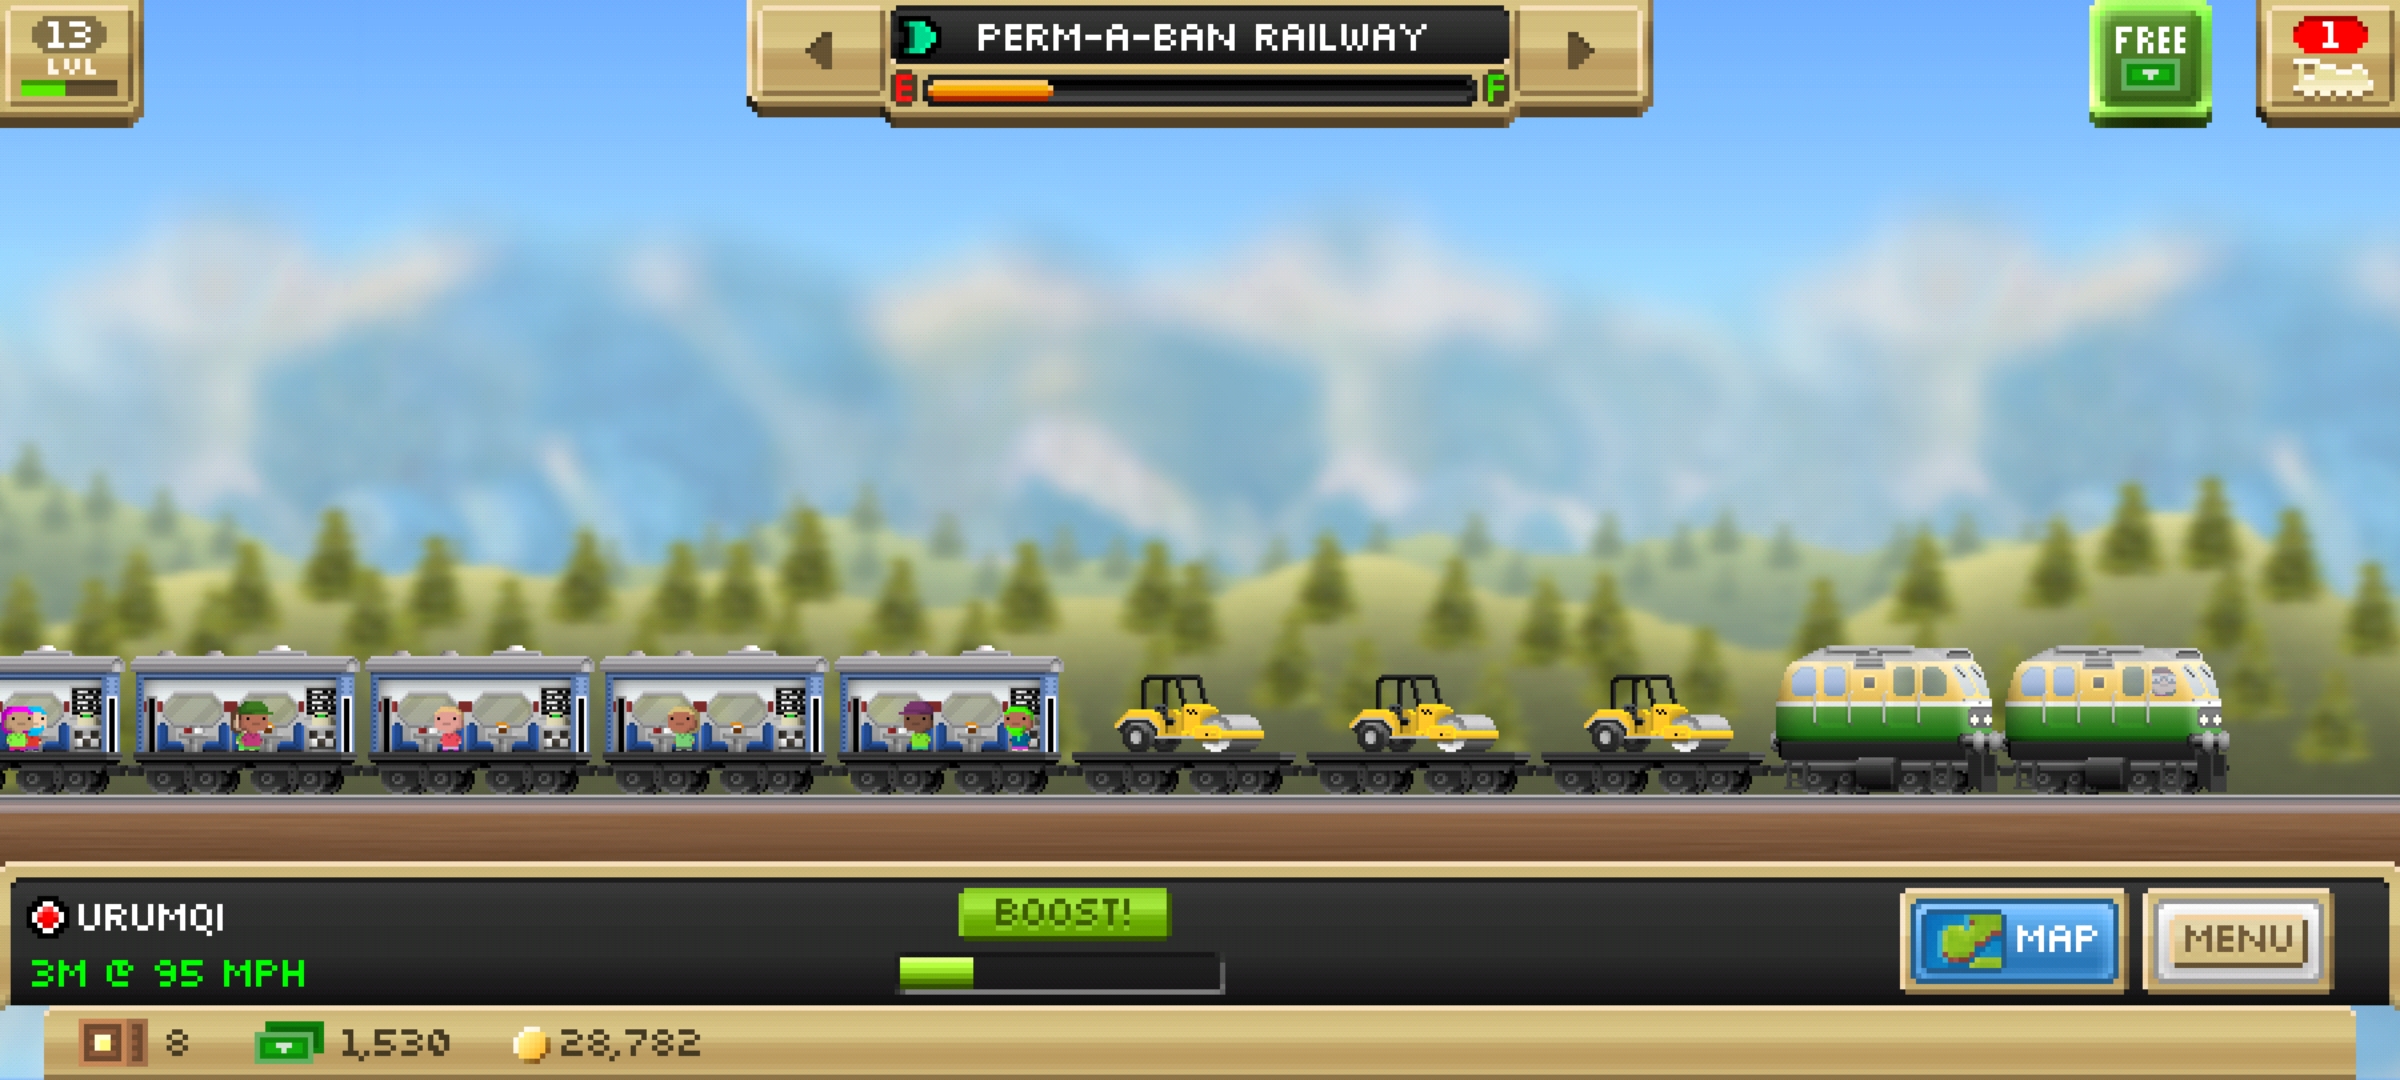 13
LVL
PERM-A-BAN RAILWAY
E
F
FREE
1
URUMQI
3M @ 95 MPH
BOOST!
MAP
MENU
8
1,530
28,782